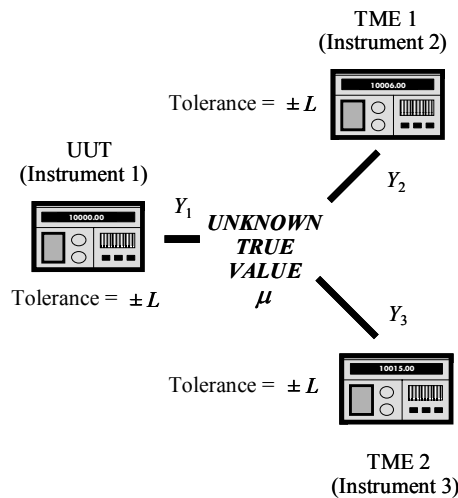 TME 1
(Instrument 2)
10006.00
Tolerance = ± L
UUT
(Instrument 1)
10000.00
Tolerance = ± L
Y1
UNKNOWN
TRUE
VALUE
μ
Y2
Y3
10015.00
Tolerance = ± L
TME 2
(Instrument 3)